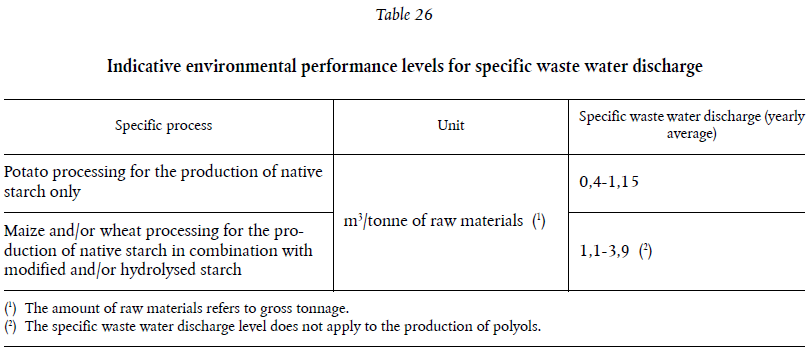 Table 26
Indicative environmental performance levels for specific waste water discharge
Specific process
Unit
Specific waste water discharge (yearly
average)
Potato processing for the production of native
starch only
m³/tonne of raw materials (¹)
0,4-1,15
Maize and/or wheat processing for the pro-
duction of native starch in combination with
modified and/or hydrolysed starch
1,1-3,9 (²)
(¹) The amount of raw materials refers to gross tonnage.
(²) The specific waste water discharge level does not apply to the production of polyols.